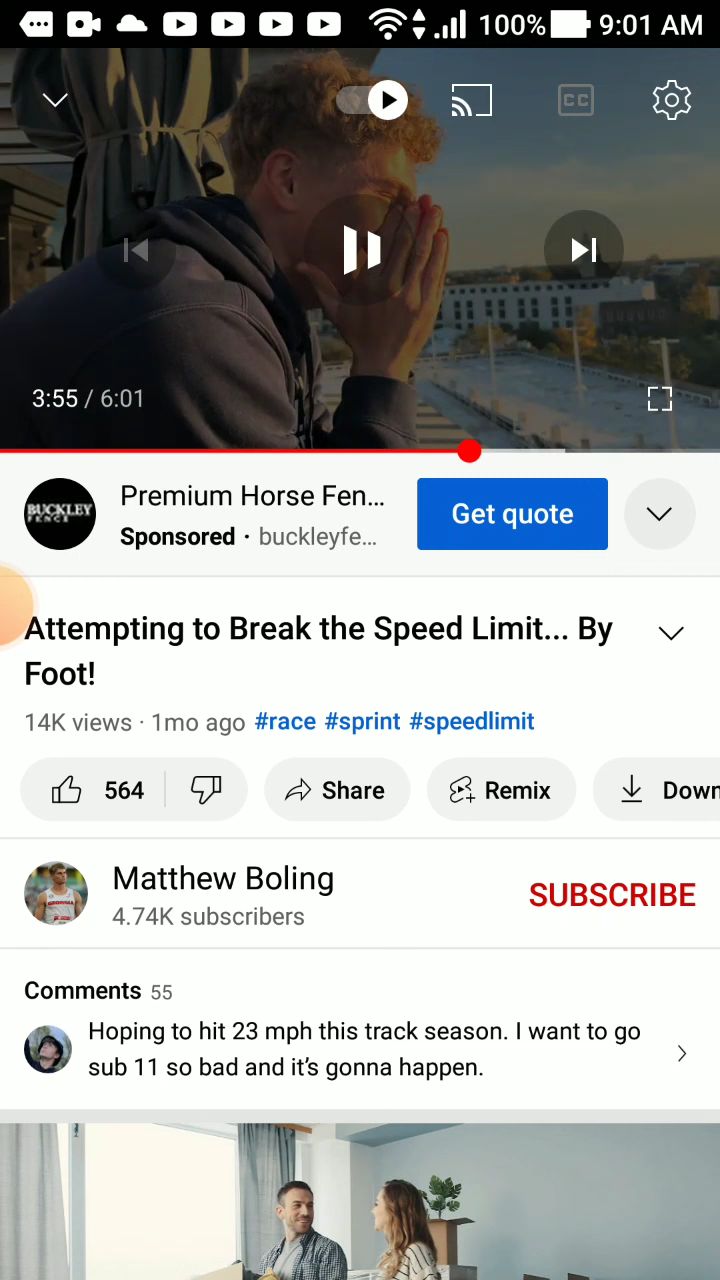 100% 9:01 AM
CC
3:55 / 6:01
BUCKLEY
FENCE
Premium Horse Fen...
Sponsored · buckleyfe...
Get quote
Attempting to Break the Speed Limit... By
Foot!
14K views · 1mo ago #race #sprint #speedlimit
564 Share Remix Down
Matthew Boling
4.74K subscribers
SUBSCRIBE
Comments 55
Hoping to hit 23 mph this track season. I want to go
sub 11 so bad and it's gonna happen.